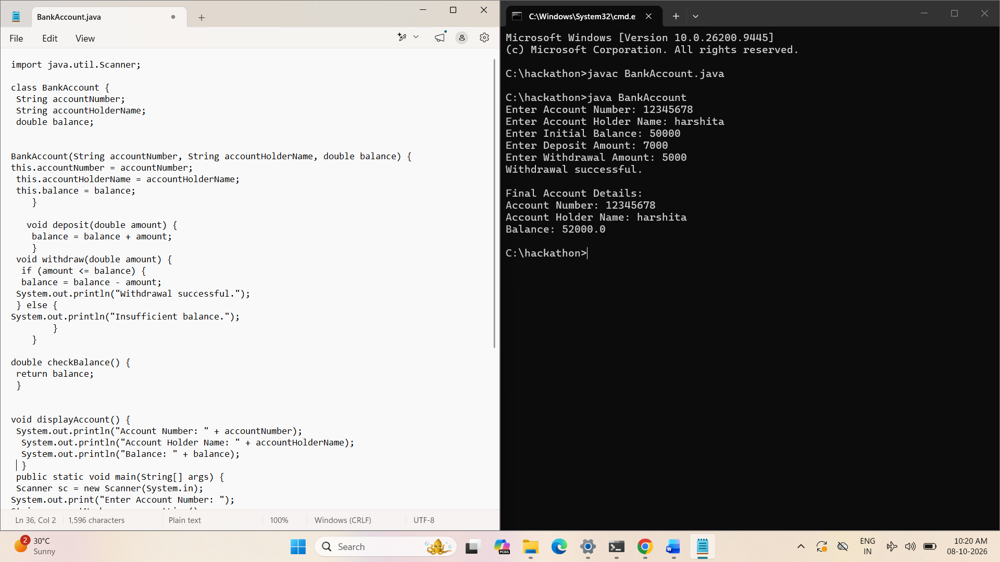 BankAccount.java
File Edit View
import java.util.Scanner;
class BankAccount {
String accountNumber;
String accountHolderName;
double balance;
BankAccount(String accountNumber, String accountHolderName, double balance) {
this.accountNumber = accountNumber;
this.accountHolderName = accountHolderName;
this.balance = balance;
}
void deposit(double amount) {
balance = balance + amount;
}
void withdraw(double amount) {
if (amount <= balance) {
balance = balance - amount;
System.out.println("Withdrawal successful.");
} else {
System.out.println("Insufficient balance.");
}
}
double checkBalance() {
return balance;
}
void displayAccount() {
System.out.println("Account Number: " + accountNumber);
System.out.println("Account Holder Name: " + accountHolderName);
System.out.println("Balance: " + balance);
}
public static void main(String[] args) {
Scanner sc = new Scanner(System.in);
System.out.print("Enter Account Number: ");
Ln 36, Col 2 1,596 characters Plain text 100% Windows (CRLF) UTF-8
C:\Windows\System32\cmd.e
Microsoft Windows [Version 10.0.26200.9445]
(c) Microsoft Corporation. All rights reserved.
C:\hackathon>javac BankAccount.java
C:\hackathon>java BankAccount
Enter Account Number: 12345678
Enter Account Holder Name: harshita
Enter Initial Balance: 50000
Enter Deposit Amount: 7000
Enter Withdrawal Amount: 5000
Withdrawal successful.
Final Account Details:
Account Number: 12345678
Account Holder Name: harshita
Balance: 52000.0
C:\hackathon>
2
30°C
Sunny
Search
M365
W
ENG
IN
10:20 AM
08-10-2026